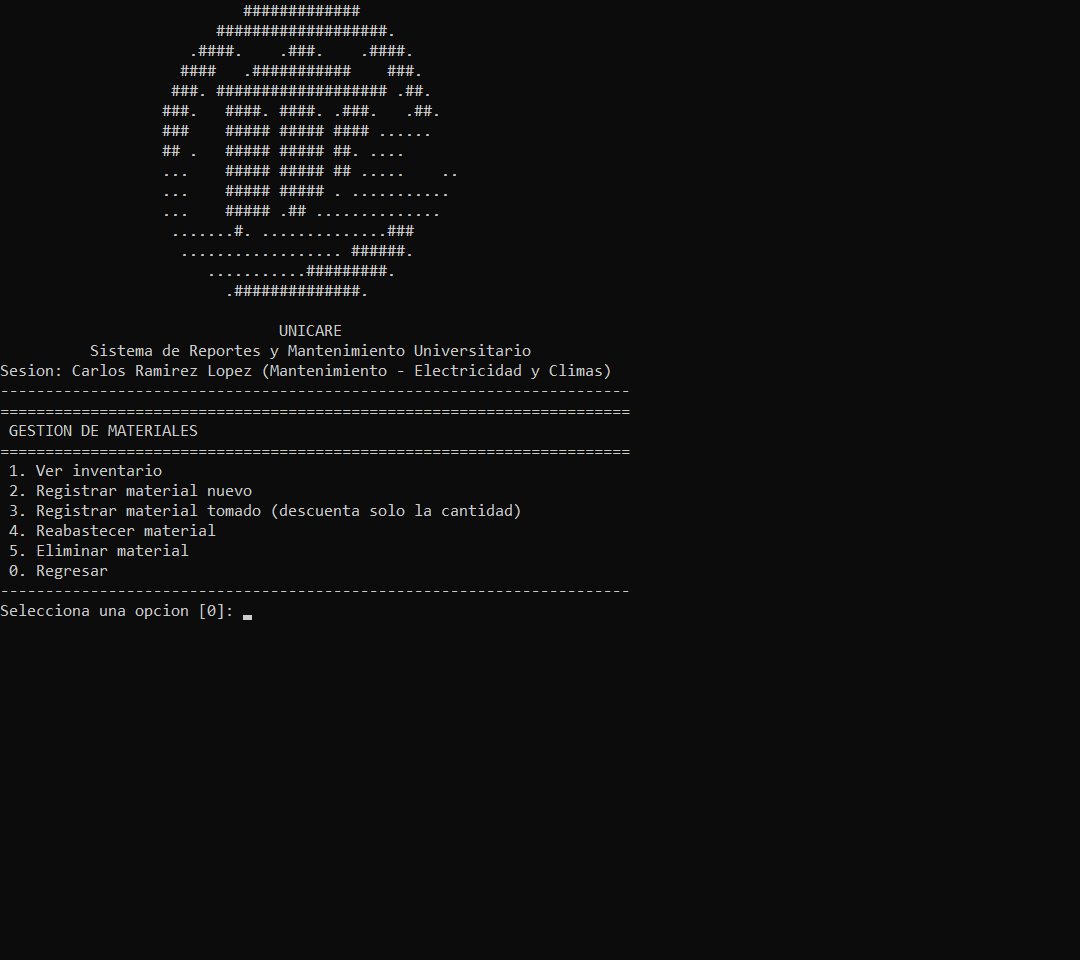 UNICARE
Sistema de Reportes y Mantenimiento Universitario
Sesion: Carlos Ramirez Lopez (Mantenimiento - Electricidad y Climas)
----------------------------------------------------------------------
======================================================================
GESTION DE MATERIALES
======================================================================
1. Ver inventario
2. Registrar material nuevo
3. Registrar material tomado (descuenta solo la cantidad)
4. Reabastecer material
5. Eliminar material
0. Regresar
----------------------------------------------------------------------
Selecciona una opcion [0]: